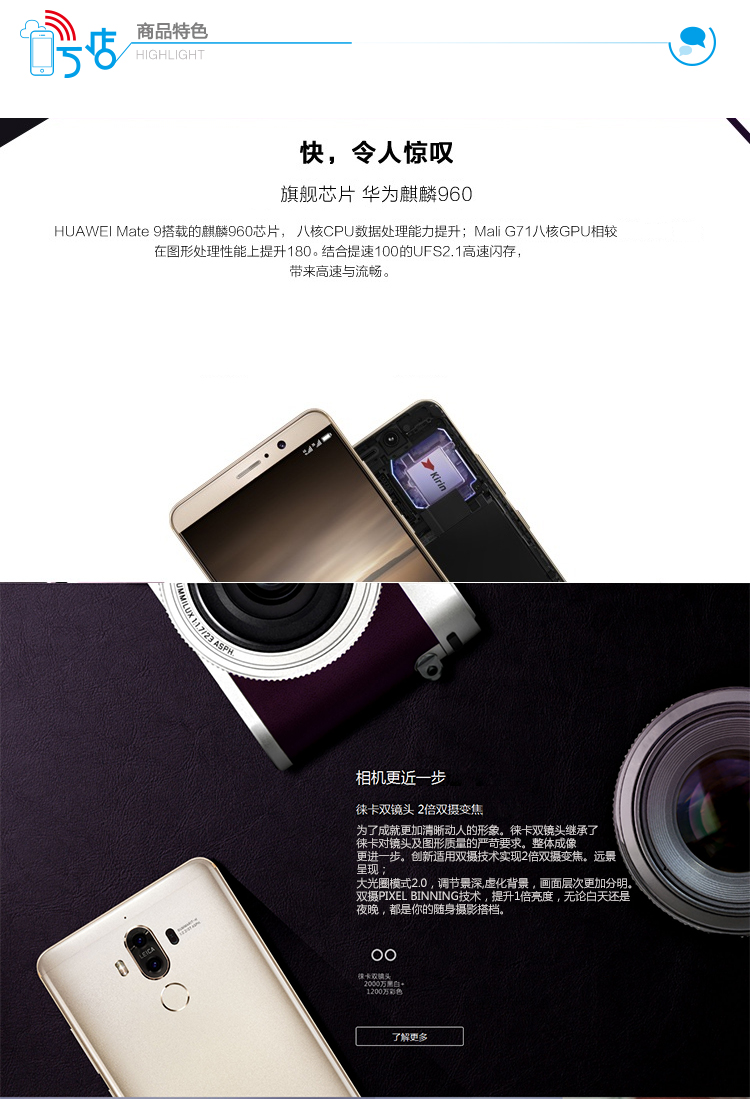 商品特色
HIGHLIGHT
快，令人惊叹
旗舰芯片 华为麒麟960
HUAWEI Mate 9搭载的麒麟960芯片， 八核CPU数据处理能力提升；Mali G71八核GPU相较
在图形处理性能上提升180。结合提速100的UFS2.1高速闪存，
带来高速与流畅。
Kirin
UMMILUX 1:1.7/23 ASPH
相机更近一步
徕卡双镜头 2倍双摄变焦
为了成就更加清晰动人的形象。徕卡双镜头继承了
徕卡对镜头及图形质量的严苛要求。整体成像
更进一步。创新适用双摄技术实现2倍双摄变焦。远景
呈现；
大光圈模式2.0，调节景深,虚化背景，画面层次更加分明。
双摄PIXEL BINNING技术，提升1倍亮度，无论白天还是
夜晚，都是你的随身摄影搭档。
LEICA
徕卡双镜头
2000万黑白+
1200万彩色
了解更多